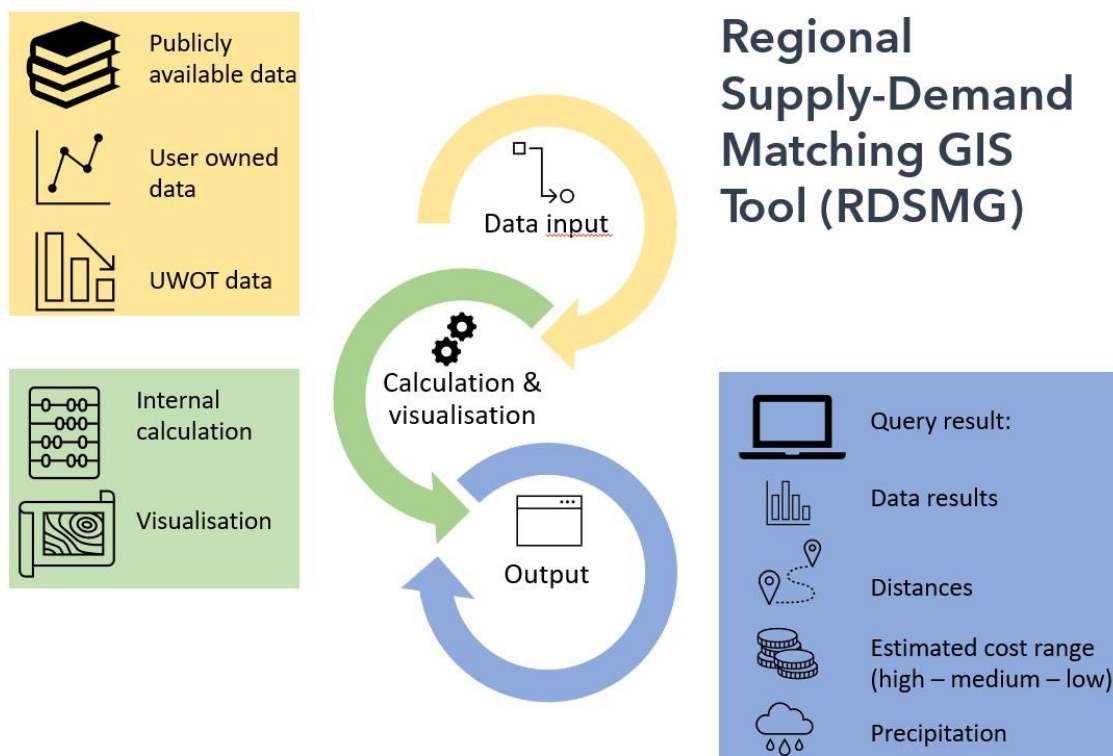 Regional
Supply-Demand
Matching GIS
Tool (RDSMG)
Publicly
available data
User owned
data
UWOT data
Data input
Internal
calculation
Visualisation
Calculation &
visualisation
Output
Query result:
Data results
Distances
Estimated cost range
(high – medium – low)
Precipitation